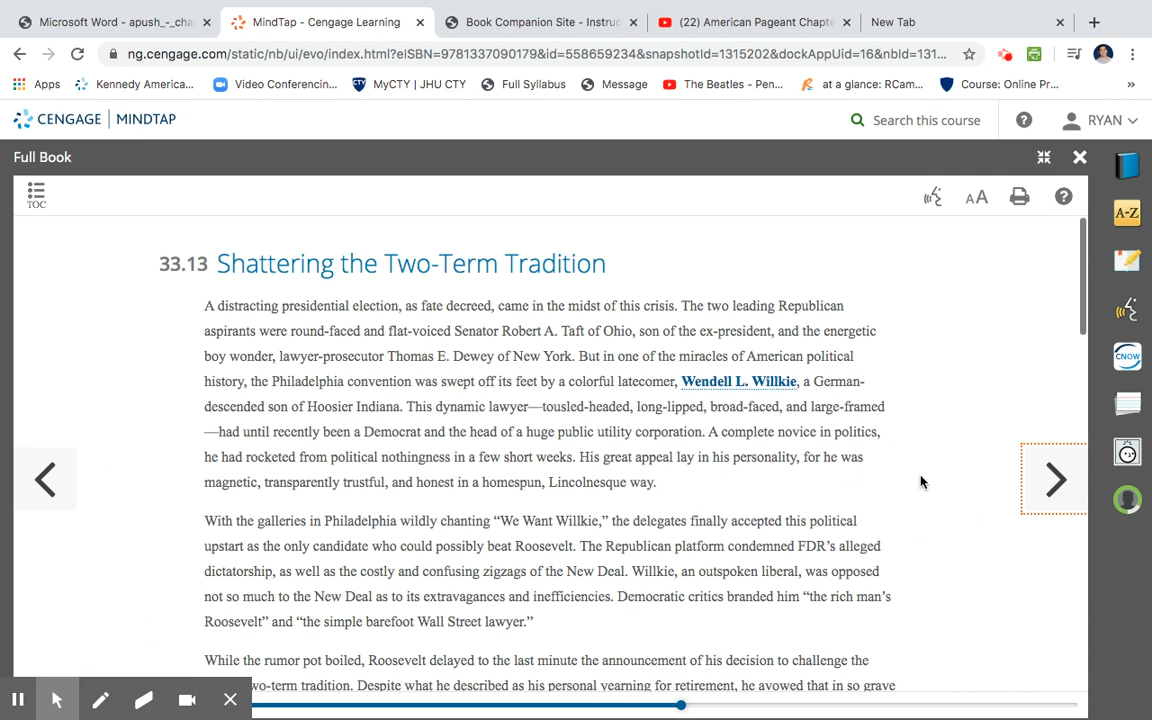 Microsoft Word - apush_-_cha
MindTap - Cengage Learning
Book Companion Site - Instruc
(22) American Pageant Chapte
New Tab
ng.cengage.com/static/nb/ui/evo/index.html?eISBN=9781337090179&id=558659234&snapshotId=1315202&dockAppUid=16&nbId=131...
Apps
Kennedy America...
Video Conferencin...
MyCTY | JHU CTY
Full Syllabus
Message
The Beatles - Pen...
at a glance: RCam...
Course: Online Pr...
»
CENGAGE | MINDTAP
Search this course
RYAN
Full Book
TOC
AA
A-Z
CNOW
33.13 Shattering the Two-Term Tradition
A distracting presidential election, as fate decreed, came in the midst of this crisis. The two leading Republican
aspirants were round-faced and flat-voiced Senator Robert A. Taft of Ohio, son of the ex-president, and the energetic
boy wonder, lawyer-prosecutor Thomas E. Dewey of New York. But in one of the miracles of American political
history, the Philadelphia convention was swept off its feet by a colorful latecomer, Wendell L. Willkie, a German-
descended son of Hoosier Indiana. This dynamic lawyer—tousled-headed, long-lipped, broad-faced, and large-framed
—had until recently been a Democrat and the head of a huge public utility corporation. A complete novice in politics,
he had rocketed from political nothingness in a few short weeks. His great appeal lay in his personality, for he was
magnetic, transparently trustful, and honest in a homespun, Lincolnesque way.
With the galleries in Philadelphia wildly chanting “We Want Willkie,” the delegates finally accepted this political
upstart as the only candidate who could possibly beat Roosevelt. The Republican platform condemned FDR’s alleged
dictatorship, as well as the costly and confusing zigzags of the New Deal. Willkie, an outspoken liberal, was opposed
not so much to the New Deal as to its extravagances and inefficiencies. Democratic critics branded him “the rich man’s
Roosevelt” and “the simple barefoot Wall Street lawyer.”
While the rumor pot boiled, Roosevelt delayed to the last minute the announcement of his decision to challenge the
wo-term tradition. Despite what he described as his personal yearning for retirement, he avowed that in so grave